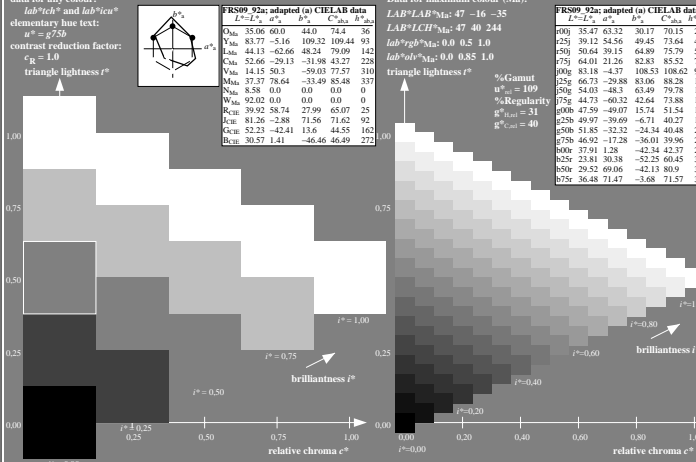 data for any colour:
lab*tch* and lab*icu*
elementary hue text:
u* = g75b
contrast reduction factor:
cR = 1.0
triangle lightness t*
b*a
a*a
FRS09_92a; adapted (a) CIELAB data
L*=L*a a*a b*a C*ab,a h*ab,a
OMa 35.06 60.0 44.0 74.4 36
YMa 83.77 −5.16 109.32 109.44 93
LMa 44.13 −62.66 48.24 79.09 142
CMa 52.66 −29.13 −31.98 43.27 228
VMa 14.15 50.3 −59.03 77.57 310
MMa 37.37 78.64 −33.49 85.48 337
NMa 8.58 0.0 0.0 0.0 0
WMa 92.02 0.0 0.0 0.0 0
RCIE 39.92 58.74 27.99 65.07 25
JCIE 81.26 −2.88 71.56 71.62 92
GCIE 52.23 −42.41 13.6 44.55 162
BCIE 30.57 1.41 −46.46 46.49 272
1,00
0,75
0,50
0,25
0,00
i* = 1,00
i* = 0,75
brilliantness i*
i* = 0,50
i* = 0,25
0,25 0,50 0,75 1,00
relative chroma c*
LAB*LAB*Ma: 47 −16 −35
LAB*LCH*Ma: 47 40 244
lab*rgb*Ma: 0.0 0.5 1.0
lab*olv*Ma: 0.0 0.85 1.0
triangle lightness t*
%Gamut
u*rel = 109
%Regularity
g*H,rel = 31
g*C,rel = 40
FRS09_92a; adapted (a) CIELAB data
L*=L*a a*a b*a C*ab,a
r00j 35.47 63.32 30.17 70.15
r25j 39.12 54.56 49.45 73.64
r50j 50.64 39.15 64.89 75.79
r75j 64.01 21.26 82.83 85.52
j00g 83.18 −4.37 108.53 108.62
j25g 66.73 −29.88 83.06 88.28
j50g 54.03 −48.3 63.49 79.78
j75g 44.73 −60.32 42.64 73.88
g00b 47.59 −49.07 15.74 51.54
g25b 49.97 −39.69 −6.71 40.27
g50b 51.85 −32.32 −24.34 40.48
g75b 46.92 −17.28 −36.01 39.96
b00r 37.91 1.28 −42.34 42.37
b25r 23.81 30.38 −52.25 60.45
b50r 29.52 69.06 −42.13 80.9
b75r 36.48 71.47 −3.68 71.57
1,00
0,75
0,50
0,25
0,00
i*=0,80
brilliantness i
i*=0,60
i*=0,40
i*=0,20
i*=0,00
0,00 0,20 0,40 0,60 0,80
relative chroma c*